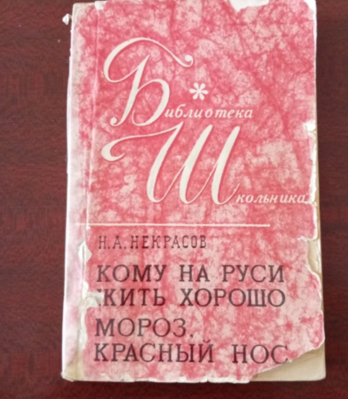 Библиотека
Школьника
Н.А.НЕКРАСОВ
КОМУ НА РУСИ
ЖИТЬ ХОРОШО
МОРОЗ,
КРАСНЫЙ НОС